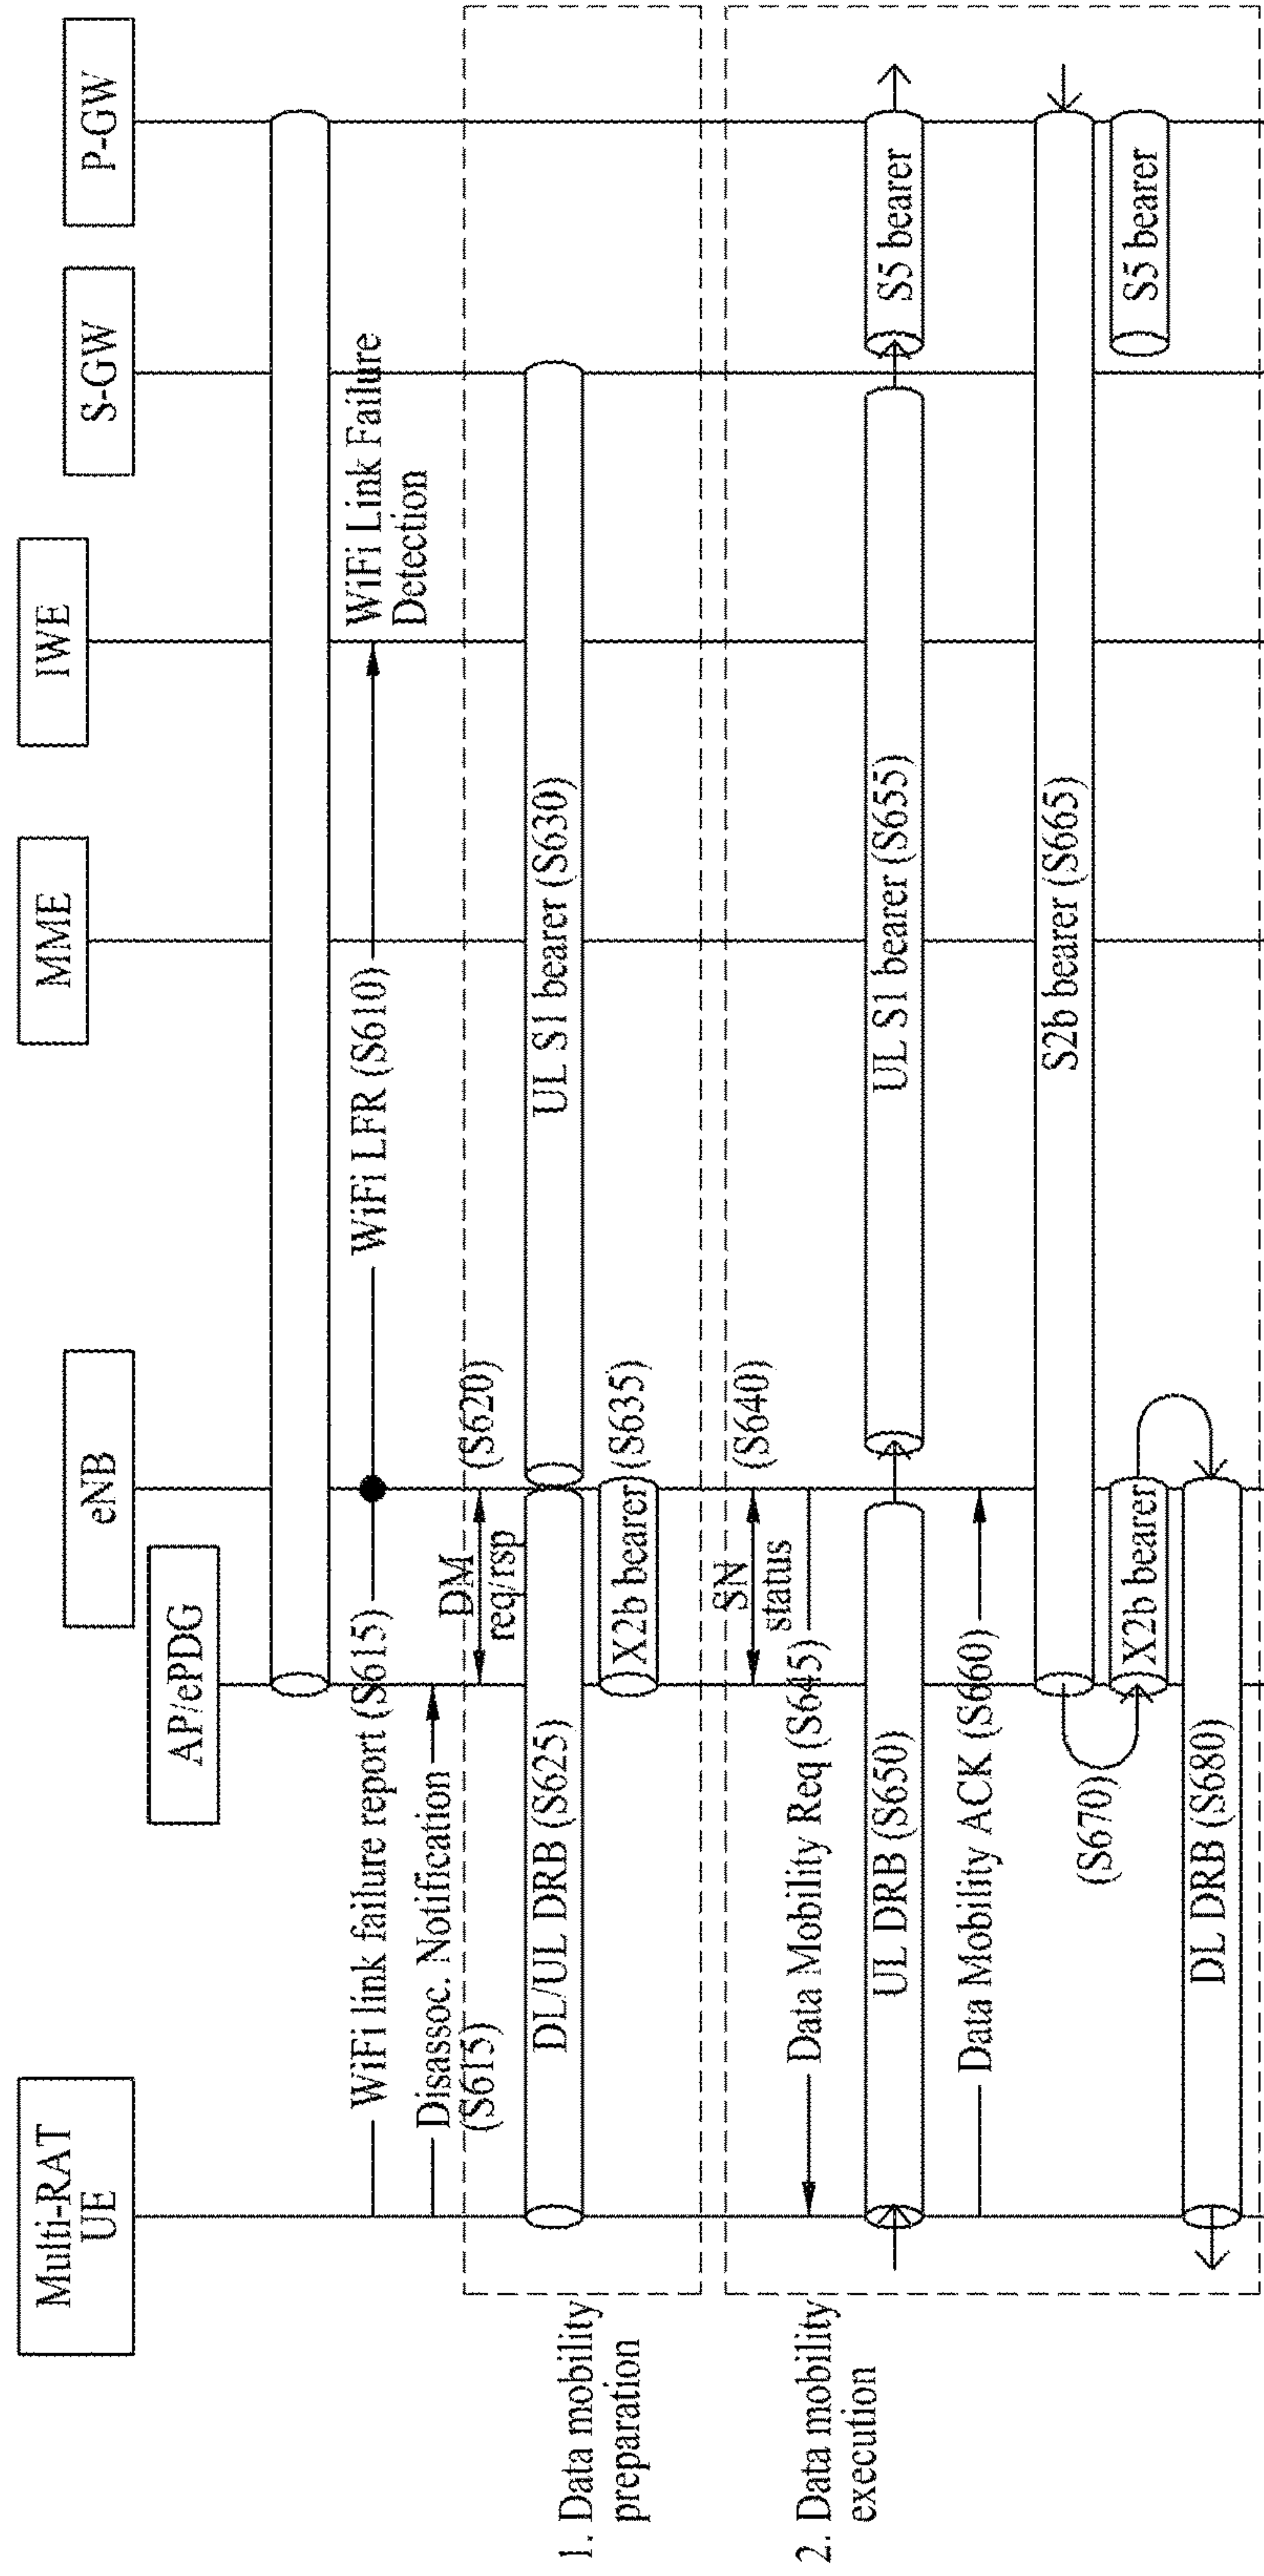 Multi-RAT
UE
AP/ePDG
eNB
MME
IWE
S-GW
P-GW
WiFi link failure report (S615)
WiFi LFR (S610)
WiFi Link Failure
Detection
Disassoc. Notification
(S615)
1. Data mobility
preparation
DM
req/rsp
(S620)
DL/UL DRB (S625)
UL S1 bearer (S630)
X2b bearer
(S635)
2. Data mobility
execution
SN
status
(S640)
Data Mobility Req (S645)
UL DRB (S650)
UL S1 bearer (S655)
S5 bearer
Data Mobility ACK (S660)
S2b bearer (S665)
(S670)
X2b bearer
S5 bearer
DL DRB (S680)